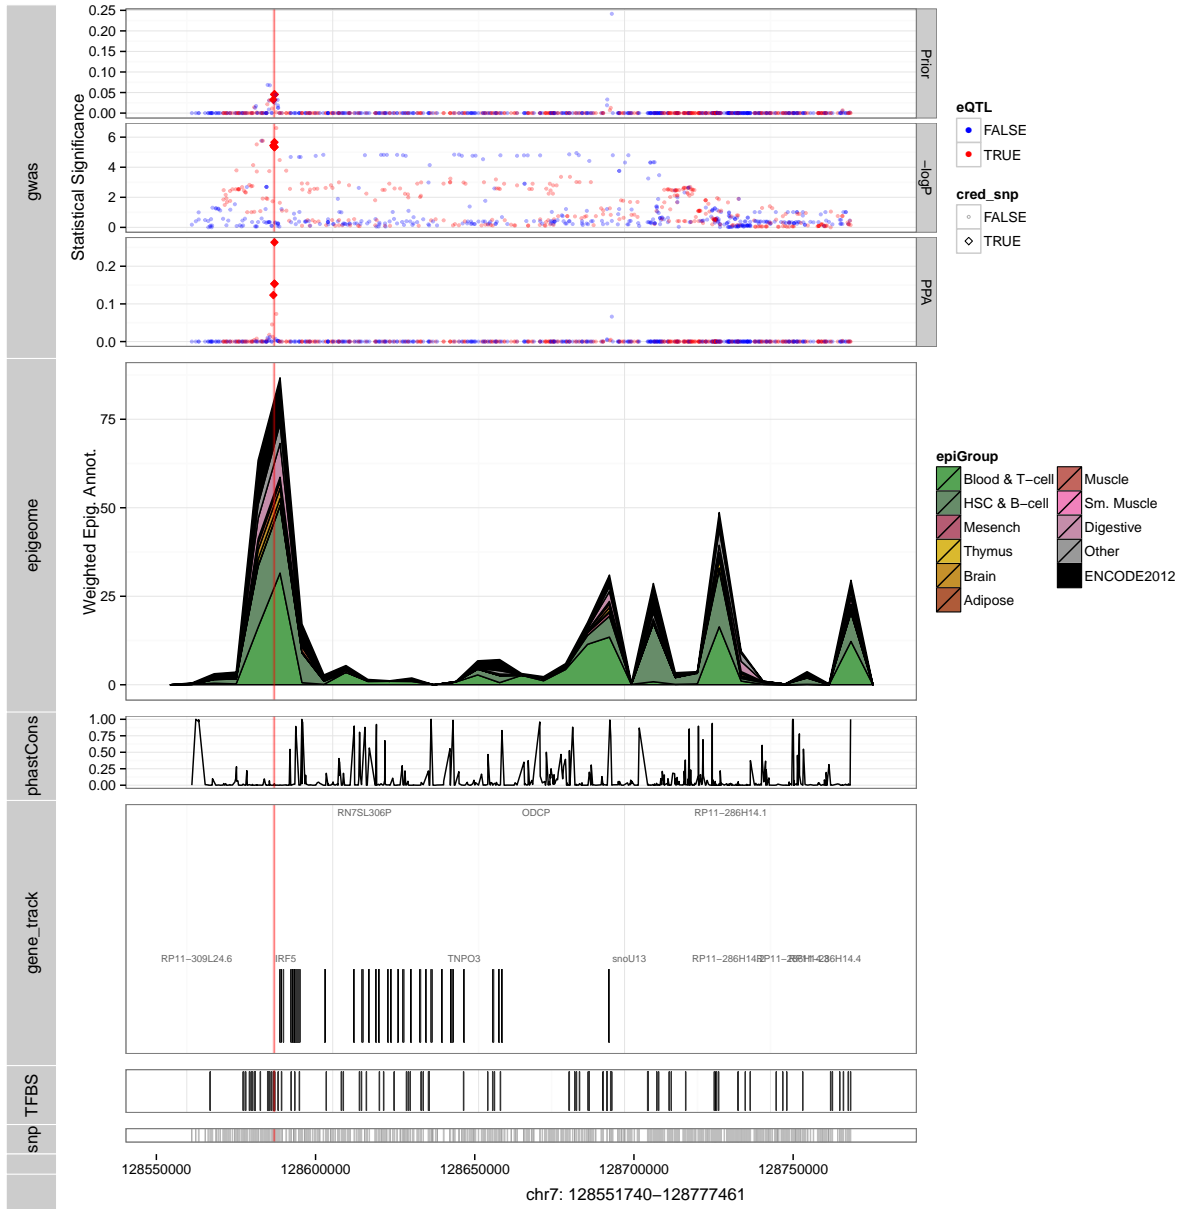 gwas
Statistical Significance
0.25
0.20
0.15
0.10
0.05
0.00
Prior
6
4
2
0
−logP
0.2
0.1
0.0
PPA
eQTL
FALSE
TRUE
cred_snp
FALSE
TRUE
epigeome
Weighted Epig. Annot.
75
50
25
0
epiGroup
Blood & T−cell
HSC & B−cell
Mesench
Thymus
Brain
Adipose
Muscle
Sm. Muscle
Digestive
Other
ENCODE2012
phastCons
1.00
0.75
0.50
0.25
0.00
gene_track
RN7SL306P ODCP RP11−286H14.1
RP11−309L24.6 IRF5 TNPO3 snoU13
TFBS
snp
128550000 128600000 128650000 128700000 128750000
chr7: 128551740−128777461